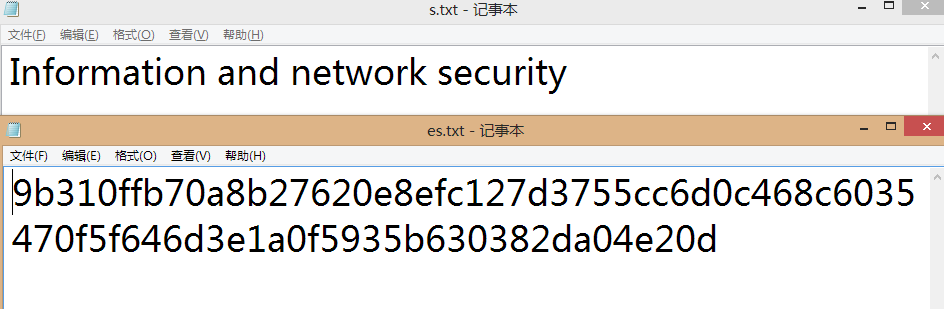 s.txt - 记事本
文件(F) 编辑(E) 格式(O) 查看(V) 帮助(H)
Information and network security
es.txt - 记事本
文件(F) 编辑(E) 格式(O) 查看(V) 帮助(H)
9b310ffb70a8b27620e8efc127d3755cc6d0c468c6035
470f5f646d3e1a0f5935b630382da04e20d